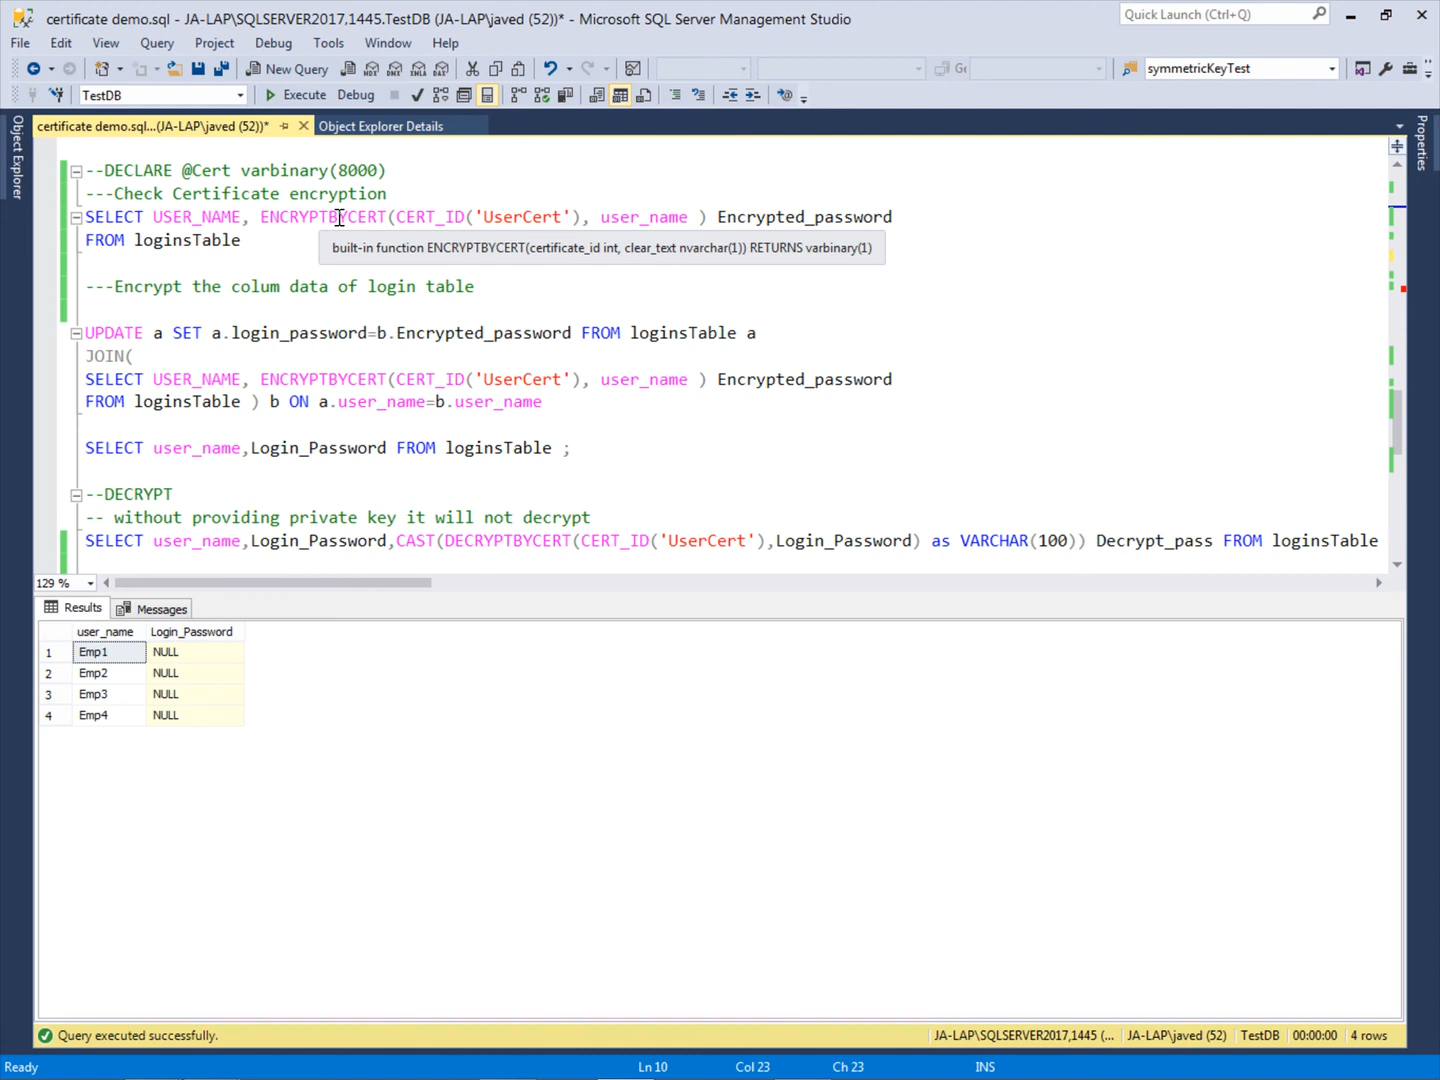 certificate demo.sql - JA-LAP\SQLSERVER2017,1445.TestDB (JA-LAP\javed (52))* - Microsoft SQL Server Management Studio
Quick Launch (Ctrl+Q)
File Edit View Query Project Debug Tools Window Help
New Query
symmetricKeyTest
TestDB
Execute Debug
certificate demo.sql...(JA-LAP\javed (52))* Object Explorer Details
Object Explorer
Properties
--DECLARE @Cert varbinary(8000)
---Check Certificate encryption
SELECT USER_NAME, ENCRYPTBYCERT(CERT_ID('UserCert'), user_name ) Encrypted_password
FROM loginsTable
built-in function ENCRYPTBYCERT(certificate_id int, clear_text nvarchar(1)) RETURNS varbinary(1)
---Encrypt the colum data of login table
UPDATE a SET a.login_password=b.Encrypted_password FROM loginsTable a
JOIN(
SELECT USER_NAME, ENCRYPTBYCERT(CERT_ID('UserCert'), user_name ) Encrypted_password
FROM loginsTable ) b ON a.user_name=b.user_name
SELECT user_name,Login_Password FROM loginsTable ;
--DECRYPT
-- without providing private key it will not decrypt
SELECT user_name,Login_Password,CAST(DECRYPTBYCERT(CERT_ID('UserCert'),Login_Password) as VARCHAR(100)) Decrypt_pass FROM loginsTable
129 %
Results Messages
user_name Login_Password
1 Emp1 NULL
2 Emp2 NULL
3 Emp3 NULL
4 Emp4 NULL
Query executed successfully.
JA-LAP\SQLSERVER2017,1445 (... JA-LAP\javed (52) TestDB 00:00:00 4 rows
Ready
Ln 10 Col 23 Ch 23 INS